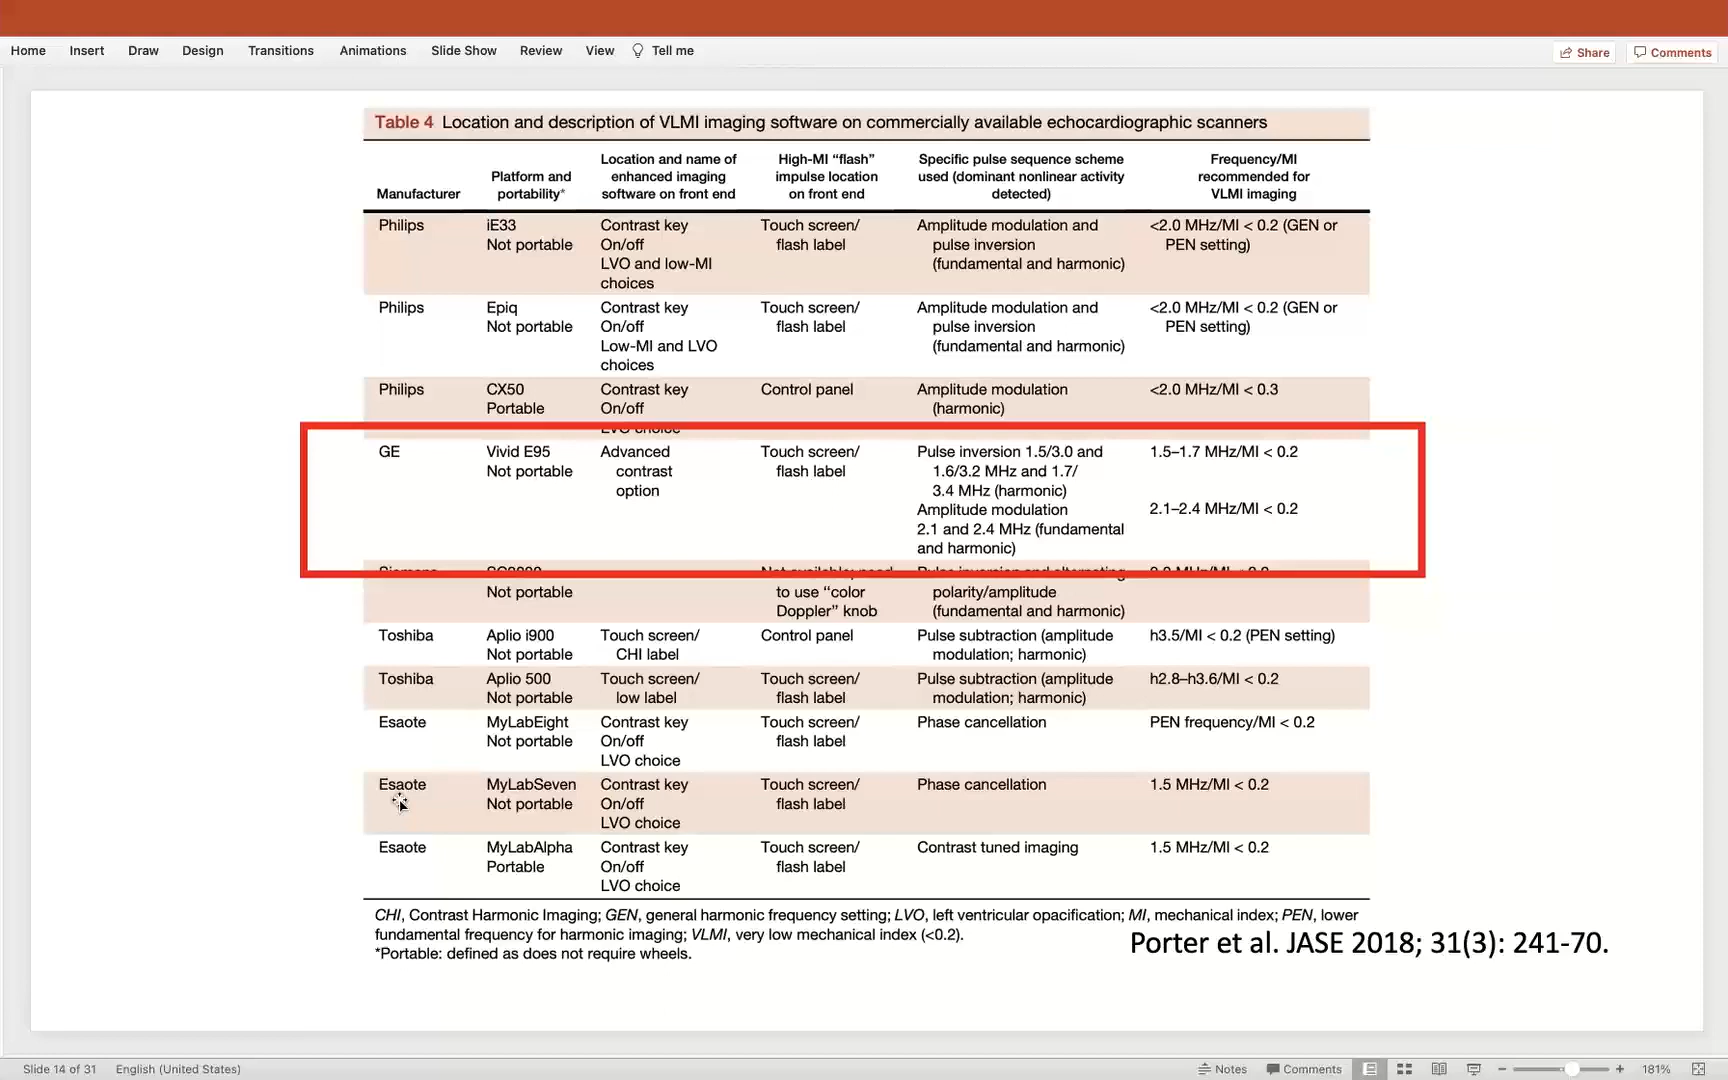 Home Insert Draw Design Transitions Animations Slide Show Review View Tell me Share Comments
Table 4 Location and description of VLMI imaging software on commercially available echocardiographic scanners
Manufacturer
Platform and
portability*
Location and name of
enhanced imaging
software on front end
High-MI “flash”
impulse location
on front end
Specific pulse sequence scheme
used (dominant nonlinear activity
detected)
Frequency/MI
recommended for
VLMI imaging
Philips
iE33
Not portable
Contrast key
On/off
LVO and low-MI
choices
Touch screen/
flash label
Amplitude modulation and
pulse inversion
(fundamental and harmonic)
<2.0 MHz/MI < 0.2 (GEN or
PEN setting)
Philips
Epiq
Not portable
Contrast key
On/off
Low-MI and LVO
choices
Touch screen/
flash label
Amplitude modulation and
pulse inversion
(fundamental and harmonic)
<2.0 MHz/MI < 0.2 (GEN or
PEN setting)
Philips
CX50
Portable
Contrast key
On/off
LVO choice
Control panel
Amplitude modulation
(harmonic)
<2.0 MHz/MI < 0.3
GE
Vivid E95
Not portable
Advanced
contrast
option
Touch screen/
flash label
Pulse inversion 1.5/3.0 and
1.6/3.2 MHz and 1.7/
3.4 MHz (harmonic)
Amplitude modulation
2.1 and 2.4 MHz (fundamental
and harmonic)
1.5–1.7 MHz/MI < 0.2
2.1–2.4 MHz/MI < 0.2
Not portable
to use “color
Doppler” knob
Pulse inversion and alternating
polarity/amplitude
(fundamental and harmonic)
Toshiba
Aplio i900
Not portable
Touch screen/
CHI label
Control panel
Pulse subtraction (amplitude
modulation; harmonic)
h3.5/MI < 0.2 (PEN setting)
Toshiba
Aplio 500
Not portable
Touch screen/
low label
Touch screen/
flash label
Pulse subtraction (amplitude
modulation; harmonic)
h2.8–h3.6/MI < 0.2
Esaote
MyLabEight
Not portable
Contrast key
On/off
LVO choice
Touch screen/
flash label
Phase cancellation
PEN frequency/MI < 0.2
Esaote
MyLabSeven
Not portable
Contrast key
On/off
LVO choice
Touch screen/
flash label
Phase cancellation
1.5 MHz/MI < 0.2
Esaote
MyLabAlpha
Portable
Contrast key
On/off
LVO choice
Touch screen/
flash label
Contrast tuned imaging
1.5 MHz/MI < 0.2
CHI, Contrast Harmonic Imaging; GEN, general harmonic frequency setting; LVO, left ventricular opacification; MI, mechanical index; PEN, lower
fundamental frequency for harmonic imaging; VLMI, very low mechanical index (<0.2).
*Portable: defined as does not require wheels.
Porter et al. JASE 2018; 31(3): 241-70.
Slide 14 of 31 English (United States) Notes Comments 181%